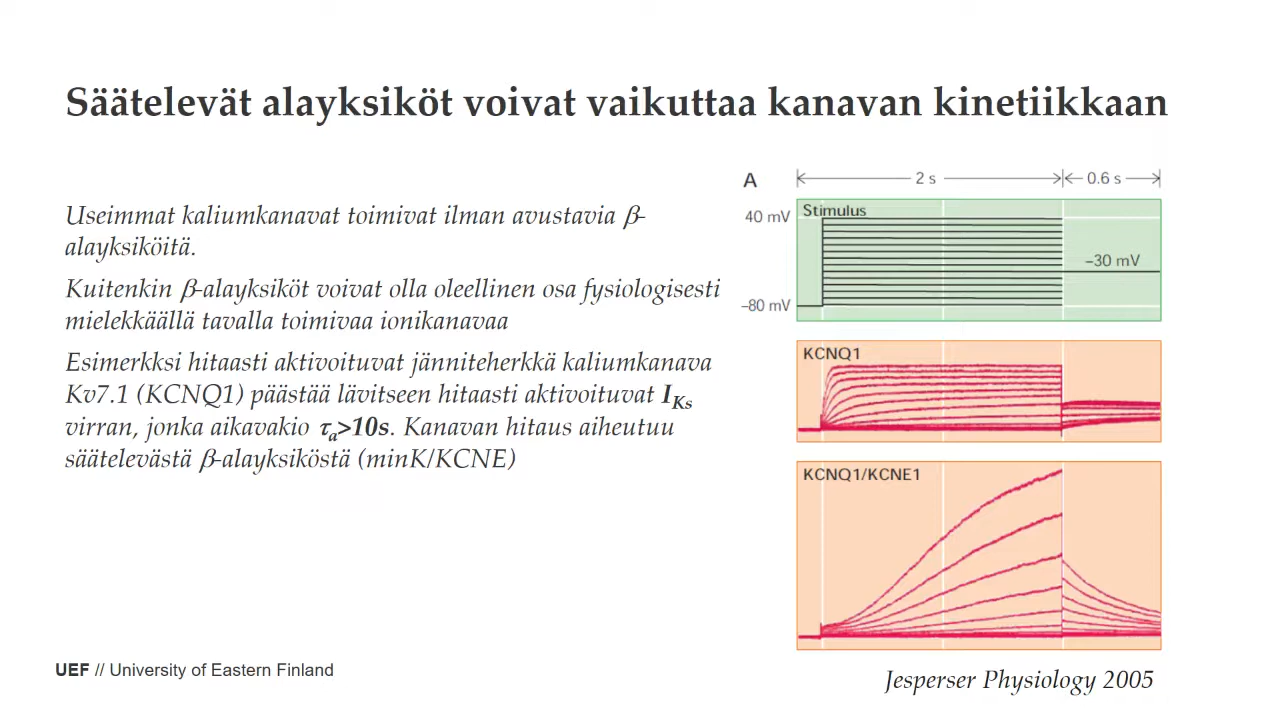 Säätelevät alayksiköt voivat vaikuttaa kanavan kinetiikkaan
Useimmat kaliumkanavat toimivat ilman avustavia β-
alayksiköitä.
Kuitenkin β-alayksiköt voivat olla oleellinen osa fysiologisesti
mielekkäällä tavalla toimivaa ionikanavaa
Esimerkksi hitaasti aktivoituvat jänniteherkkä kaliumkanava
Kv7.1 (KCNQ1) päästää lävitseen hitaasti aktivoituvat IKs
virran, jonka aikavakio τa>10s. Kanavan hitaus aiheutuu
säätelevästä β-alayksiköstä (minK/KCNE)
A
2 s
0.6 s
40 mV
Stimulus
−30 mV
−80 mV
KCNQ1
KCNQ1/KCNE1
UEF // University of Eastern Finland
Jesperser Physiology 2005